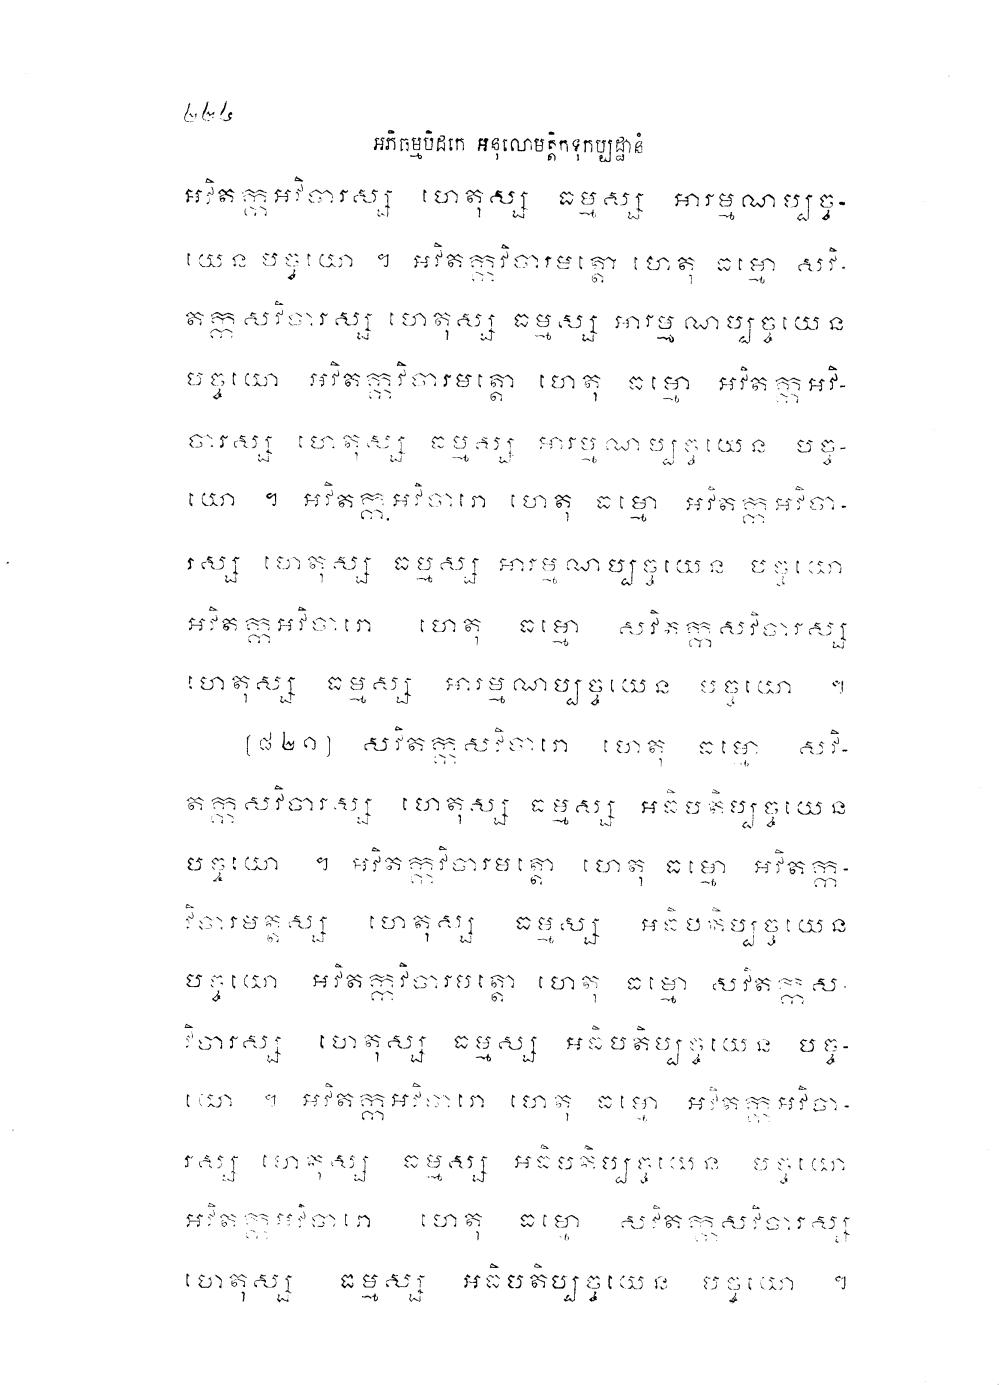 ២២៤
អភិធម្មបិដកេ អនុលោមត្តិកទុកប្បដ្ឋានំ
អវិតក្កអវិចារស្ស ហេតុស្ស ធម្មស្ស អារម្មណប្បច្ច-
យេន បច្ចយោ ។ អវិតក្កវិចារមត្តោ ហេតុ ធម្មោ សវិ-
តក្កសវិចារស្ស ហេតុស្ស ធម្មស្ស អារម្មណប្បច្ចយេន
បច្ចយោ អវិតក្កវិចារមត្តោ ហេតុ ធម្មោ អវិតក្កអវិ-
ចារស្ស ហេតុស្ស ធម្មស្ស អារម្មណប្បច្ចយេន បច្ច-
យោ ។ អវិតក្កអវិចារោ ហេតុ ធម្មោ អវិតក្កអវិចា-
រស្ស ហេតុស្ស ធម្មស្ស អារម្មណប្បច្ចយេន បច្ចយោ
អវិតក្កអវិចារោ ហេតុ ធម្មោ សវិតក្កសវិចារស្ស
ហេតុស្ស ធម្មស្ស អារម្មណប្បច្ចយេន បច្ចយោ ។
[៨២១] សវិតក្កសវិចារោ ហេតុ ធម្មោ សវិ-
តក្កសវិចារស្ស ហេតុស្ស ធម្មស្ស អធិបតិប្បច្ចយេន
បច្ចយោ ។ អវិតក្កវិចារមត្តោ ហេតុ ធម្មោ អវិតក្ក-
វិចារមត្តស្ស ហេតុស្ស ធម្មស្ស អធិបតិប្បច្ចយេន
បច្ចយោ អវិតក្កវិចារមត្តោ ហេតុ ធម្មោ សវិតក្កស-
វិចារស្ស ហេតុស្ស ធម្មស្ស អធិបតិប្បច្ចយេន បច្ច-
យោ ។ អវិតក្កអវិចារោ ហេតុ ធម្មោ អវិតក្កអវិចា-
រស្ស ហេតុស្ស ធម្មស្ស អធិបតិប្បច្ចយេន បច្ចយោ
អវិតក្កអវិចារោ ហេតុ ធម្មោ សវិតក្កសវិចារស្ស
ហេតុស្ស ធម្មស្ស អធិបតិប្បច្ចយេន បច្ចយោ ។